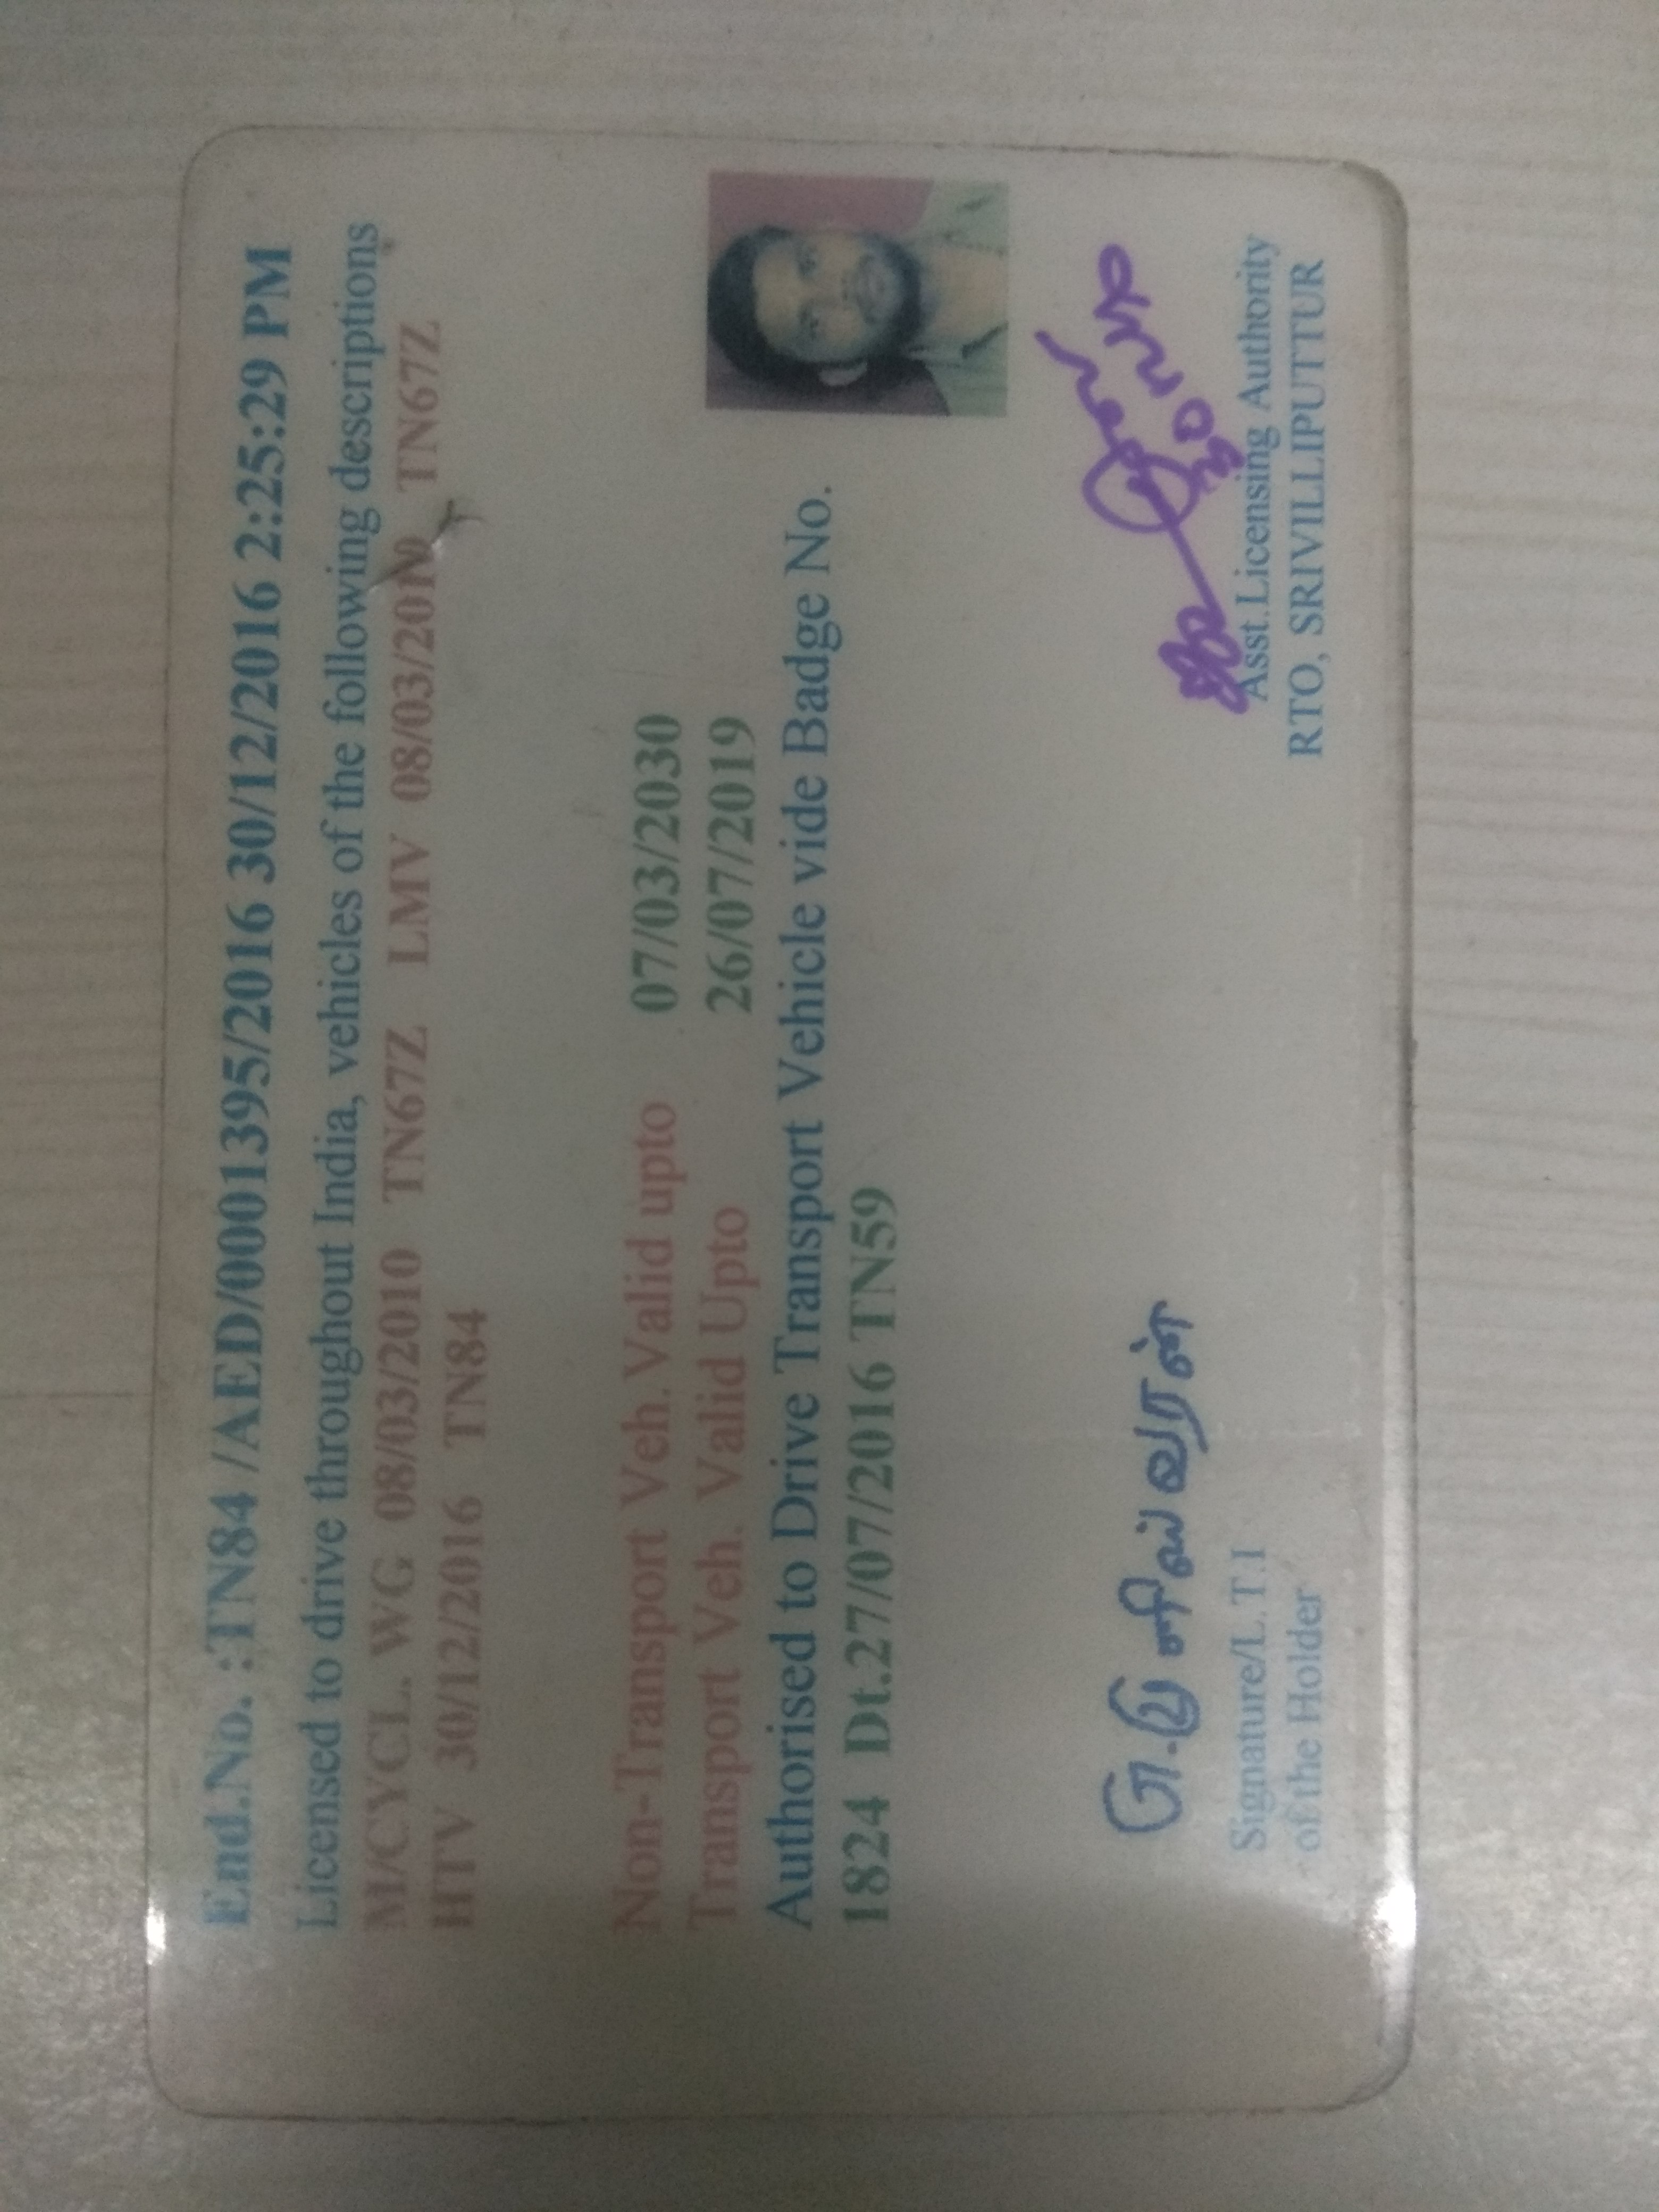 End.No. :TN84 /AED/0001395/2016 30/12/2016 2:25:29 PM
Licensed to drive throughout India, vehicles of the following descriptions
M/CYCL. WG 08/03/2010 TN67Z LMV 08/03/2010 TN67Z
HTV 30/12/2016 TN84
Non-Transport Veh.Valid upto 07/03/2030
Transport Veh. Valid Upto 26/07/2019
Authorised to Drive Transport Vehicle vide Badge No.
1824 Dt.27/07/2016 TN59
Signature/L.T.I
of the Holder
Asst.Licensing Authority
RTO, SRIVILLIPUTTUR